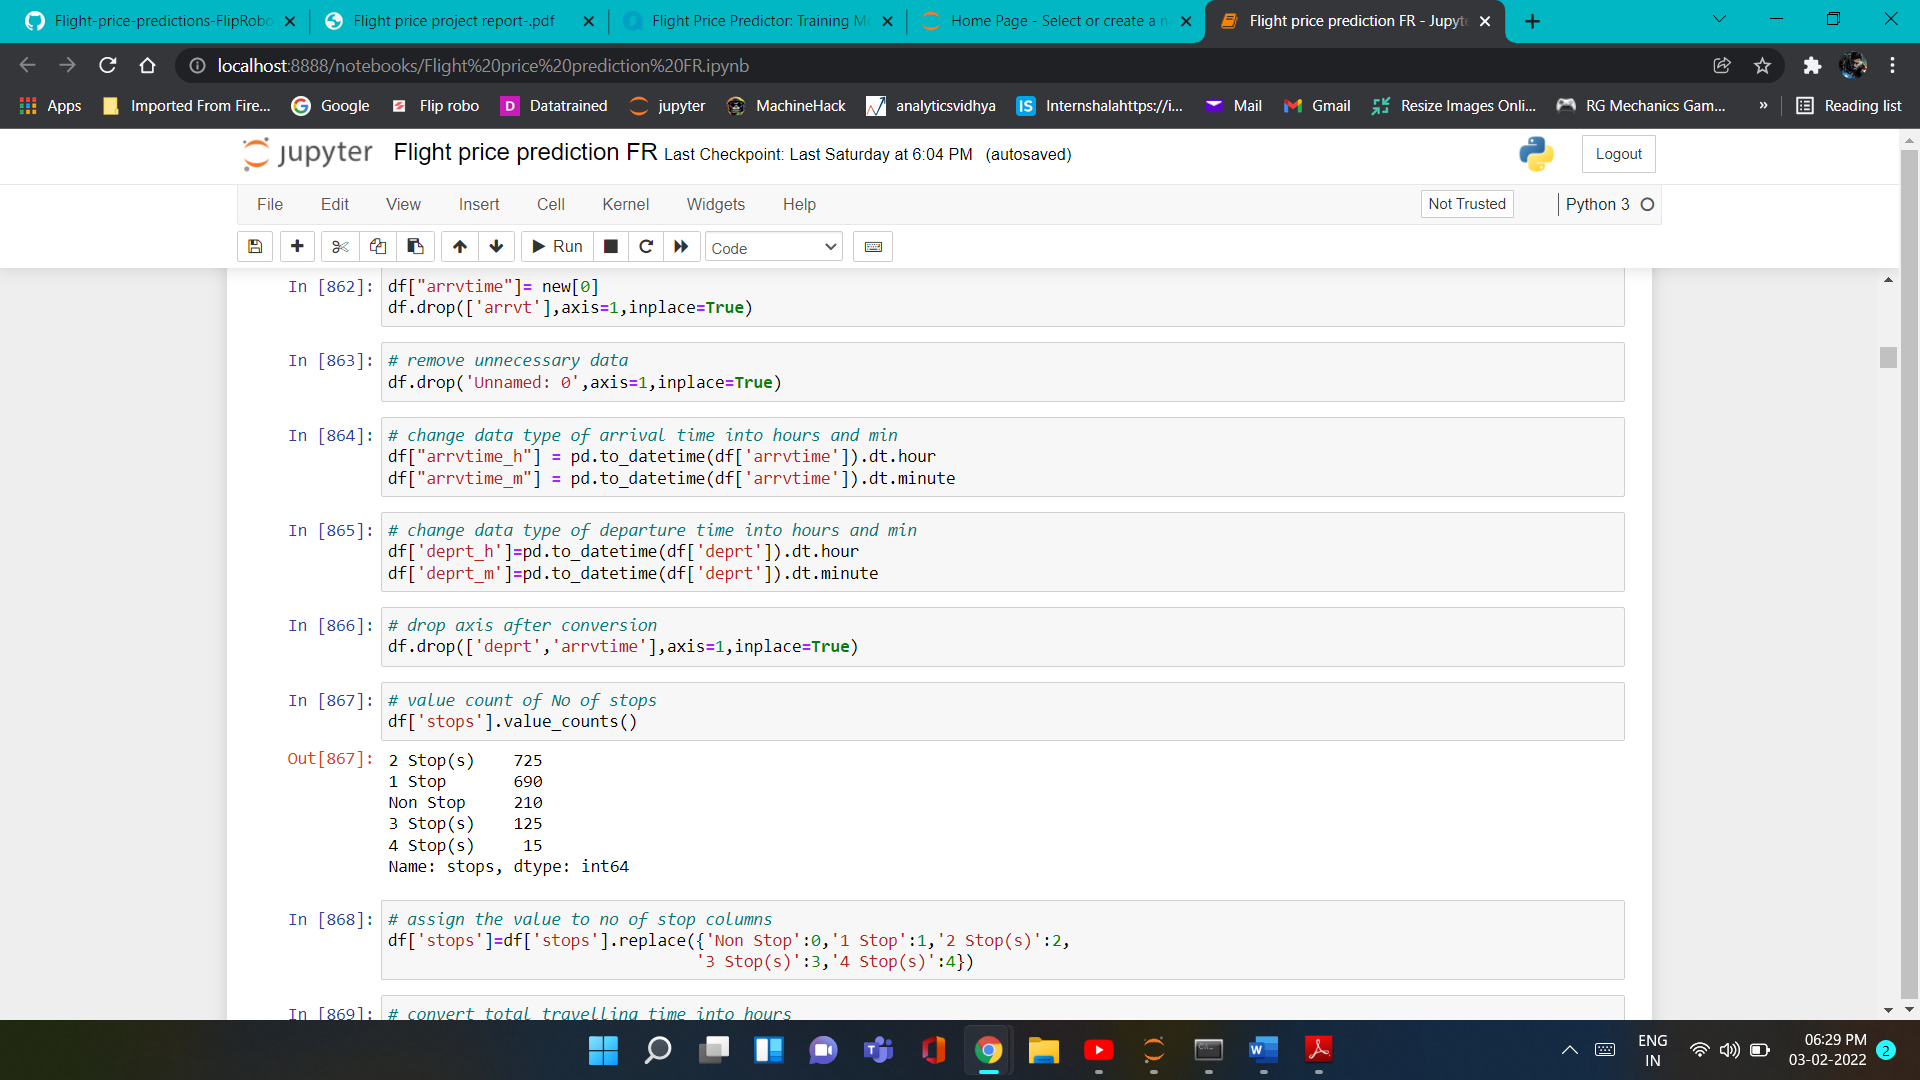 Flight-price-predictions-FlipRobo
Flight price project report-.pdf
Flight Price Predictor: Training Mo
Home Page - Select or create a n
Flight price prediction FR - Jupyte
localhost:8888/notebooks/Flight%20price%20prediction%20FR.ipynb
Apps
Imported From Fire...
Google
Flip robo
D
Datatrained
jupyter
MachineHack
analyticsvidhya
IS
Internshalahttps://i...
Mail
Gmail
Resize Images Onli...
RG Mechanics Gam...
»
Reading list
jupyter
Flight price prediction FR Last Checkpoint: Last Saturday at 6:04 PM (autosaved)
Logout
File Edit View Insert Cell Kernel Widgets Help
Not Trusted
Python 3
Run
Code
In [862]: df["arrvtime"]= new[0]
df.drop(['arrvt'],axis=1,inplace=True)
In [863]: # remove unnecessary data
df.drop('Unnamed: 0',axis=1,inplace=True)
In [864]: # change data type of arrival time into hours and min
df["arrvtime_h"] = pd.to_datetime(df['arrvtime']).dt.hour
df["arrvtime_m"] = pd.to_datetime(df['arrvtime']).dt.minute
In [865]: # change data type of departure time into hours and min
df['deprt_h']=pd.to_datetime(df['deprt']).dt.hour
df['deprt_m']=pd.to_datetime(df['deprt']).dt.minute
In [866]: # drop axis after conversion
df.drop(['deprt','arrvtime'],axis=1,inplace=True)
In [867]: # value count of No of stops
df['stops'].value_counts()
Out[867]: 2 Stop(s)    725
1 Stop       690
Non Stop     210
3 Stop(s)    125
4 Stop(s)     15
Name: stops, dtype: int64
In [868]: # assign the value to no of stop columns
df['stops']=df['stops'].replace({'Non Stop':0,'1 Stop':1,'2 Stop(s)':2,
'3 Stop(s)':3,'4 Stop(s)':4})
In [869]: # convert total travelling time into hours
ENG
IN
06:29 PM
03-02-2022
2